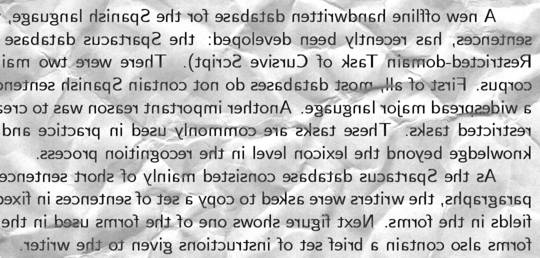 A new offline handwritten database for the Spanish language,
sentences, has recently been developed: the Spartacus database
Restricted-domain Task of Cursive Script). There were two mai
corpus. First of all, most databases do not contain Spanish sentenc
a widespread major language. Another important reason was to crea
restricted tasks. These tasks are commonly used in practice and
knowledge beyond the lexicon level in the recognition process.
As the Spartacus database consisted mainly of short sentence
paragraphs, the writers were asked to copy a set of sentences in fixed
fields in the forms. Next figure shows one of the forms used in the
forms also contain a brief set of instructions given to the writer.